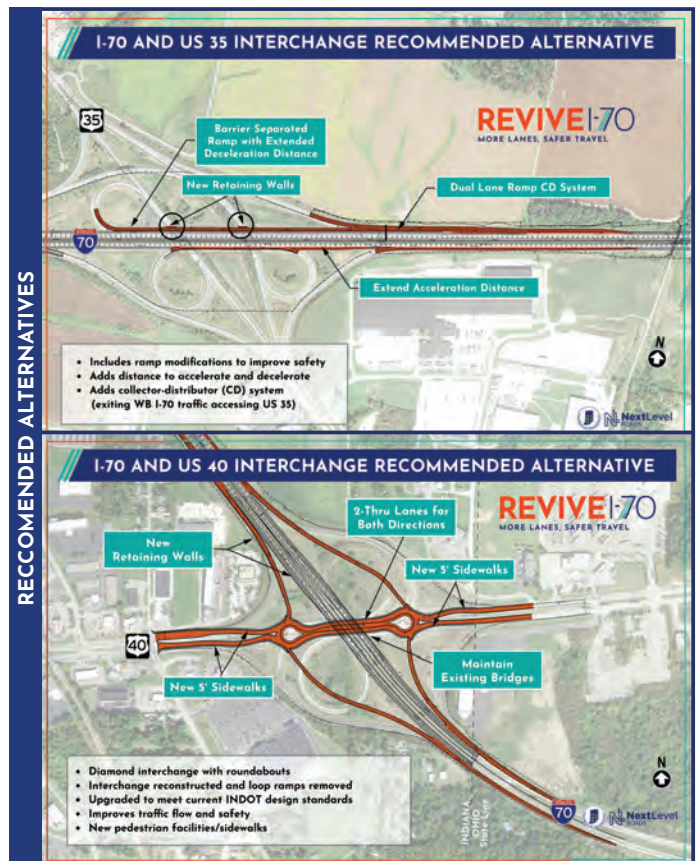 RECCOMENDED ALTERNATIVES
I-70 AND US 35 INTERCHANGE RECOMMENDED ALTERNATIVE
35
REVIVE I-70
MORE LANES, SAFER TRAVEL
Barrier Separated
Ramp with Extended
Deceleration Distance
New Retaining Walls
Dual Lane Ramp CD System
70
Extend Acceleration Distance
N
• Includes ramp modifications to improve safety
• Adds distance to accelerate and decelerate
• Adds collector-distributor (CD) system
(exiting WB I-70 traffic accessing US 35)
NextLevel
ROADS
I-70 AND US 40 INTERCHANGE RECOMMENDED ALTERNATIVE
REVIVE I-70
MORE LANES, SAFER TRAVEL
2-Thru Lanes for
Both Directions
New
Retaining Walls
New 5' Sidewalks
40
New 5' Sidewalks
Maintain
Existing Bridges
N
• Diamond interchange with roundabouts
• Interchange reconstructed and loop ramps removed
• Upgraded to meet current INDOT design standards
• Improves traffic flow and safety
• New pedestrian facilities/sidewalks
INDIANA
OHIO
State Line
70
NextLevel
ROADS